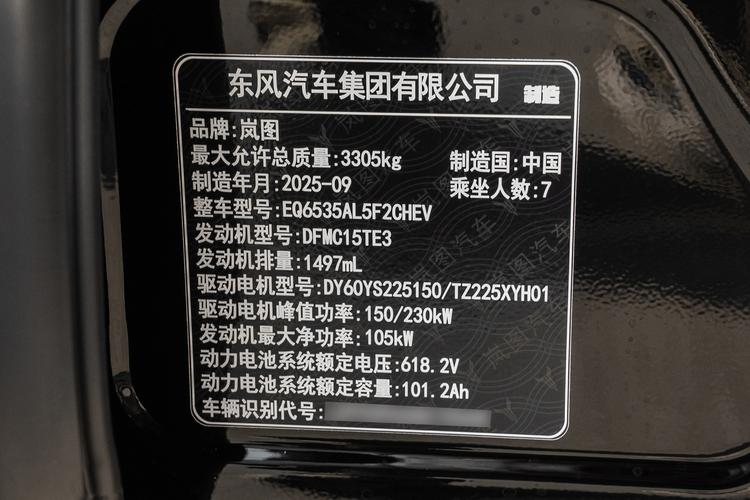 东风汽车集团有限公司 制造
品牌:岚图
最大允许总质量:3305kg 制造国:中国
制造年月:2025-09 乘坐人数:7
整车型号:EQ6535AL5F2CHEV
发动机型号:DFMC15TE3
发动机排量:1497mL
驱动电机型号:DY60YS225150/TZ225XYH01
驱动电机峰值功率:150/230kW
发动机最大净功率:105kW
动力电池系统额定电压:618.2V
动力电池系统额定容量:101.2Ah
车辆识别代号: